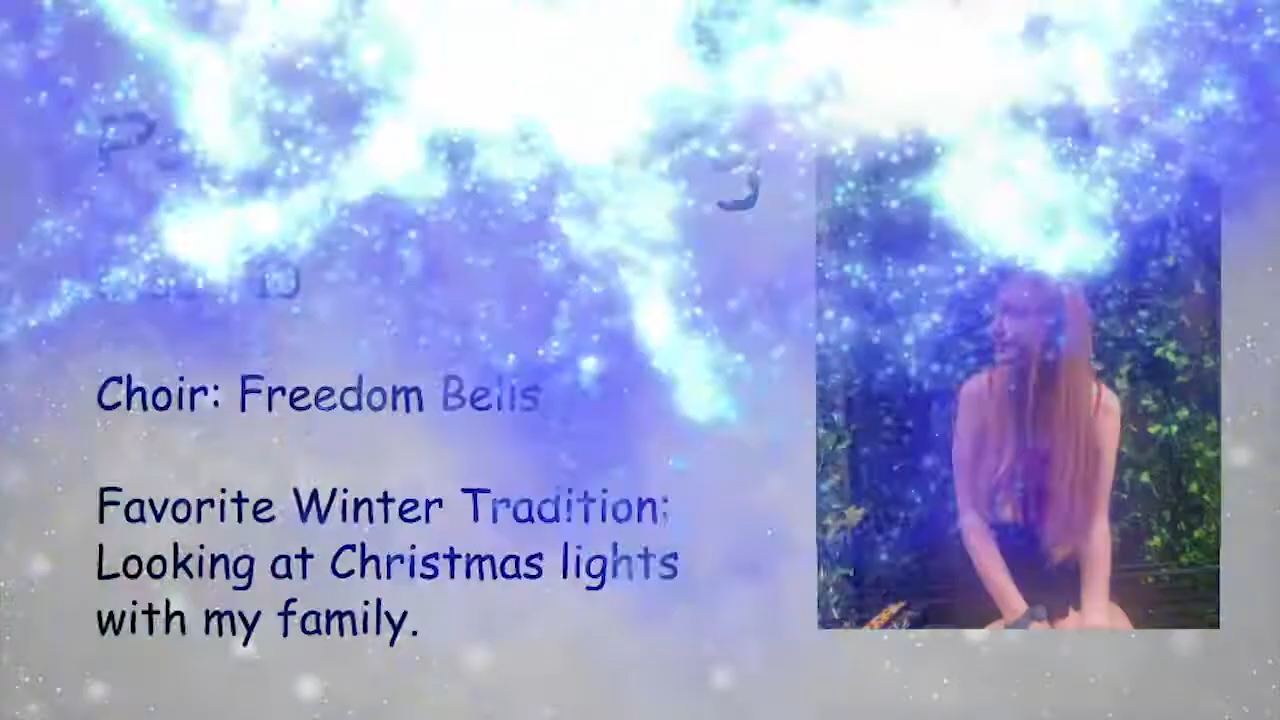 Choir: Freedom Bells
Favorite Winter Tradition:
Looking at Christmas lights
with my family.